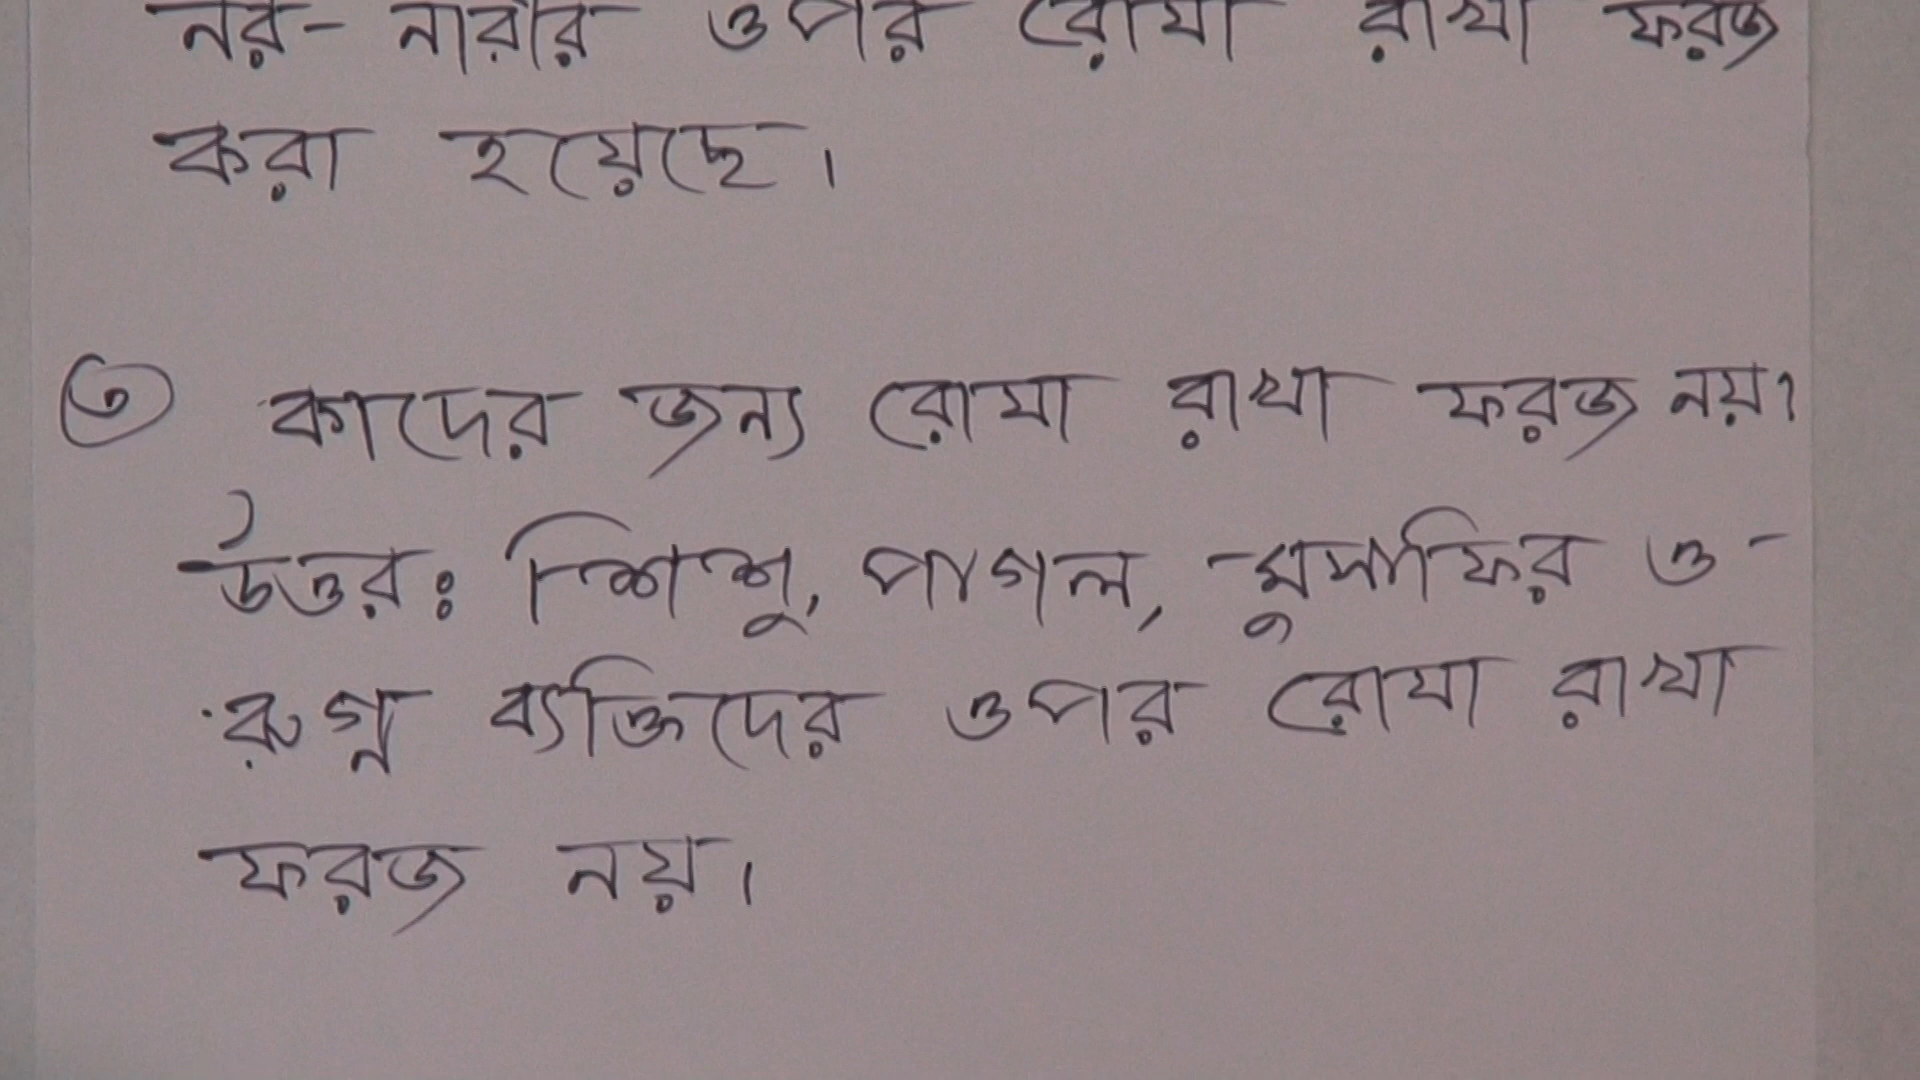 নর- নারীর ওপর রোযা রাখা ফরজ
করা হয়েছে।
৩ কাদের জন্য রোযা রাখা ফরজ নয়।
উত্তর: শিশু, পাগল, মুসাফির ও
রুগ্ন ব্যক্তিদের ওপর রোযা রাখা
ফরজ নয়।